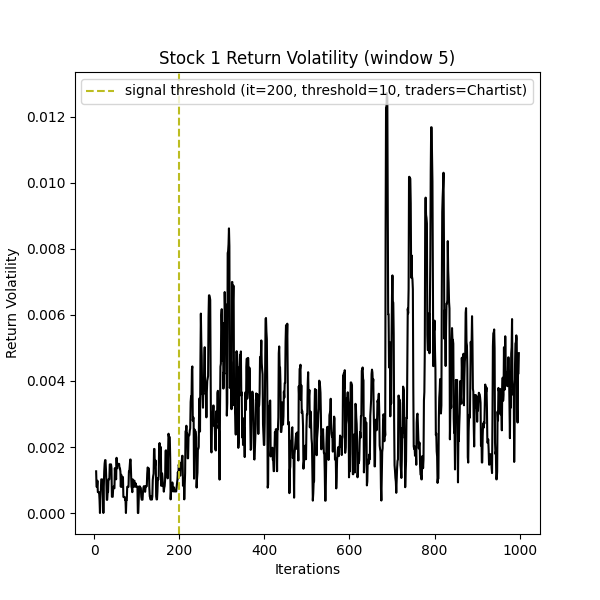 Stock 1 Return Volatility (window 5)
signal threshold (it=200, threshold=10, traders=Chartist)
0.012
0.010
0.008
0.006
0.004
0.002
0.000
Return Volatility
0 200 400 600 800 1000
Iterations